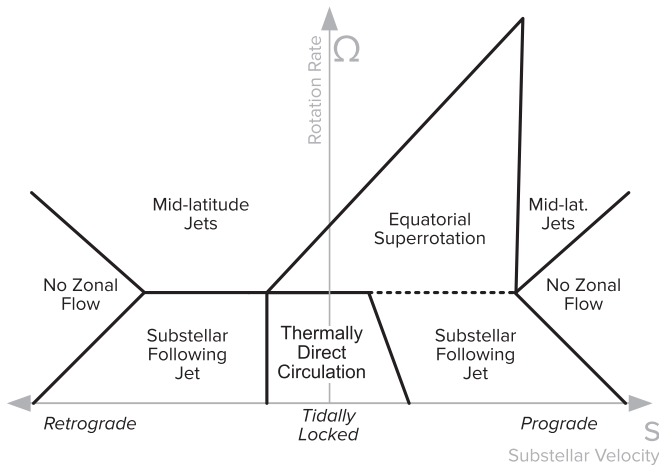 Rotation Rate
Ω
Mid-latitude
Jets
Equatorial
Superrotation
Mid-lat.
Jets
No Zonal
Flow
No Zonal
Flow
Substellar
Following
Jet
Thermally
Direct
Circulation
Substellar
Following
Jet
Retrograde
Tidally
Locked
Prograde
S
Substellar Velocity